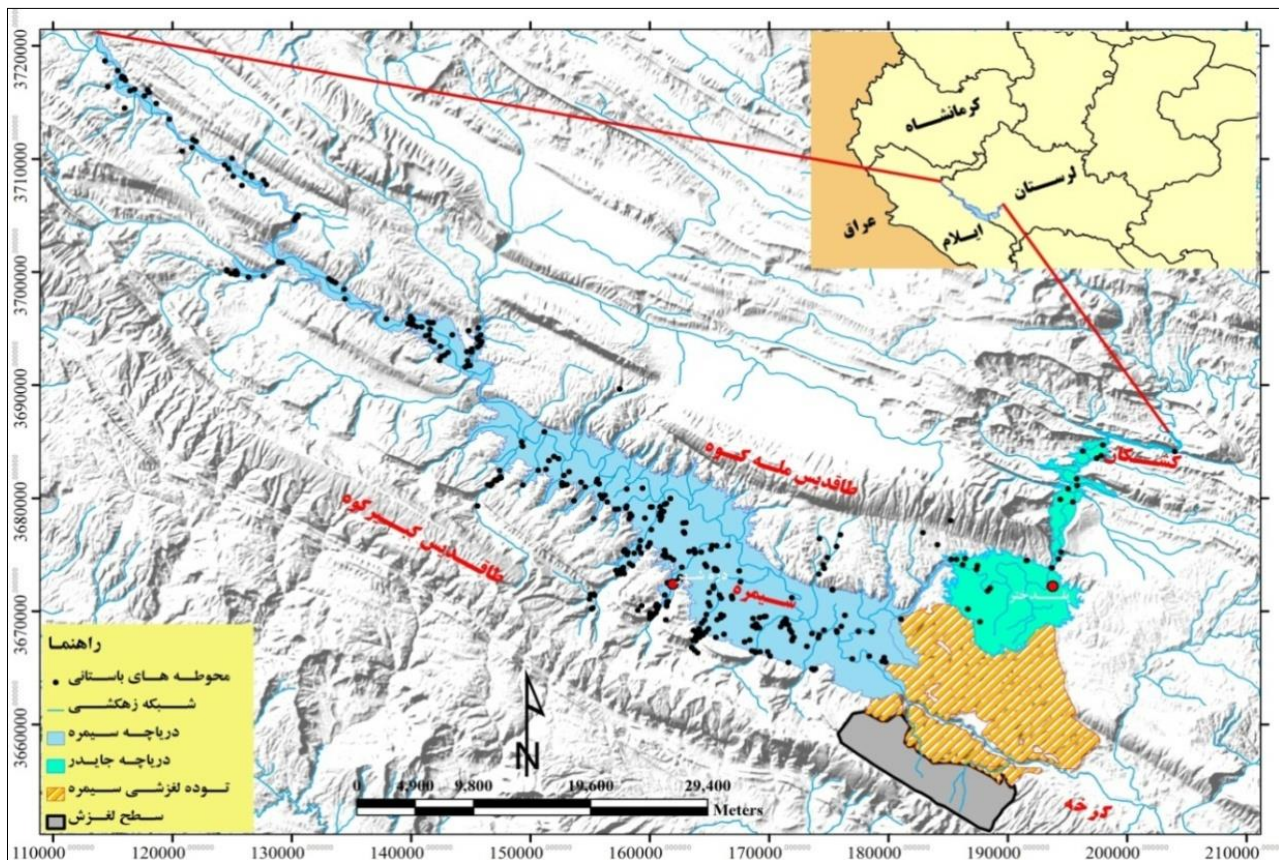 3720000
3710000
3700000
3690000
3680000
3670000
3660000
کرمانشاه
لرستان
ایلام
عراق
کشکان
طاقدیس مله کوه
طاقدیس کبیرکوه
سیمره
کرخه
راهنما
محوطه های باستانی
شبکه زهکشی
دریاچه سیمره
دریاچه جایدر
توده لغزشی سیمره
سطح لغزش
N
0 4,900 9,800 19,600 29,400
Meters
110000 120000 130000 140000 150000 160000 170000 180000 190000 200000 210000